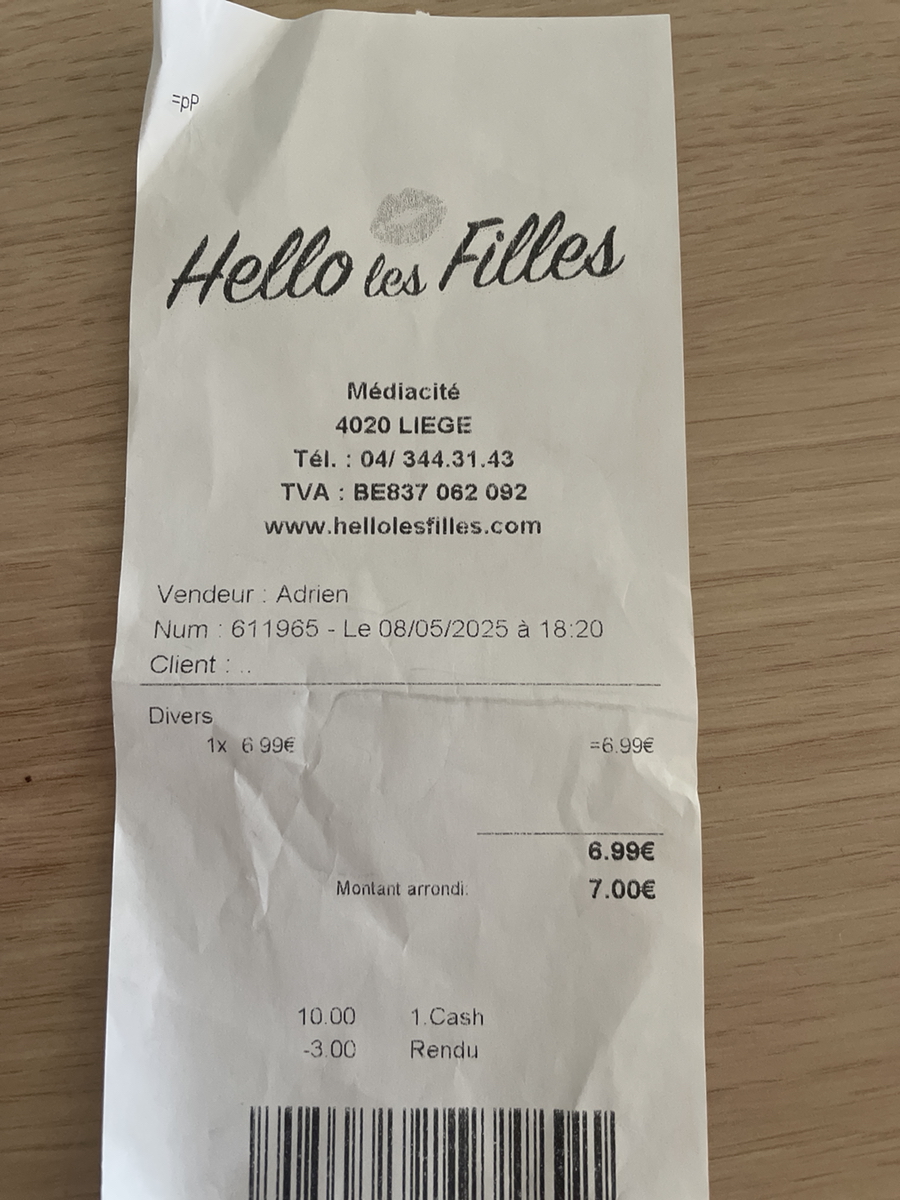 =pP
Hello les Filles
Médiacité
4020 LIEGE
Tél. : 04/ 344.31.43
TVA : BE837 062 092
www.hellolesfilles.com
Vendeur : Adrien
Num : 611965 - Le 08/05/2025 à 18:20
Client : ..
Divers
1x 6.99€ =6.99€
6.99€
Montant arrondi: 7.00€
10.00 1.Cash
-3.00 Rendu